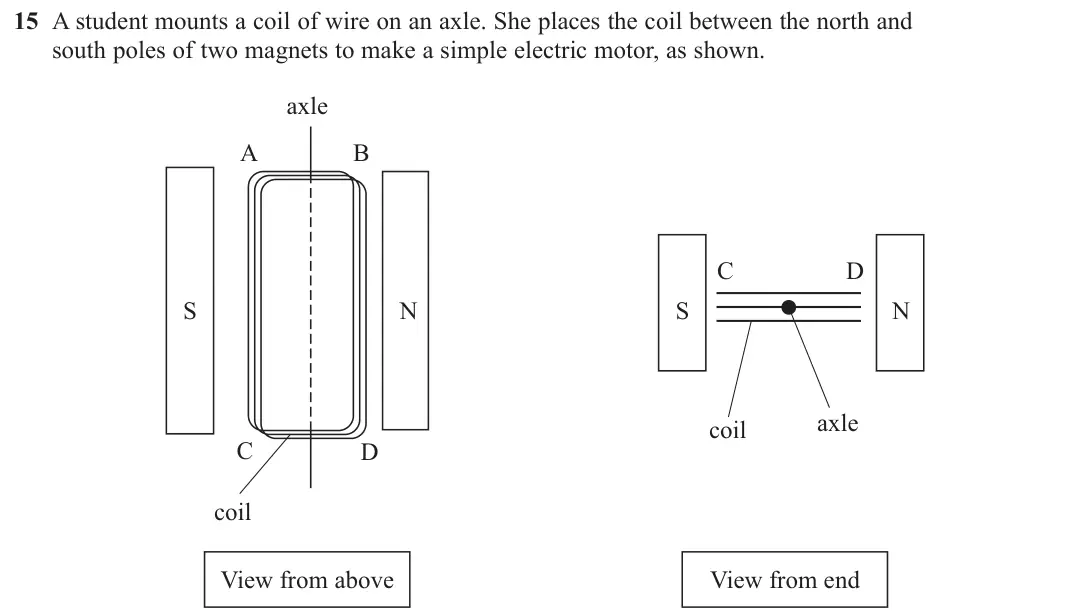 15 A student mounts a coil of wire on an axle. She places the coil between the north and
south poles of two magnets to make a simple electric motor, as shown.
axle
A B
S N
C D
coil
View from above
C D
S N
coil axle
View from end